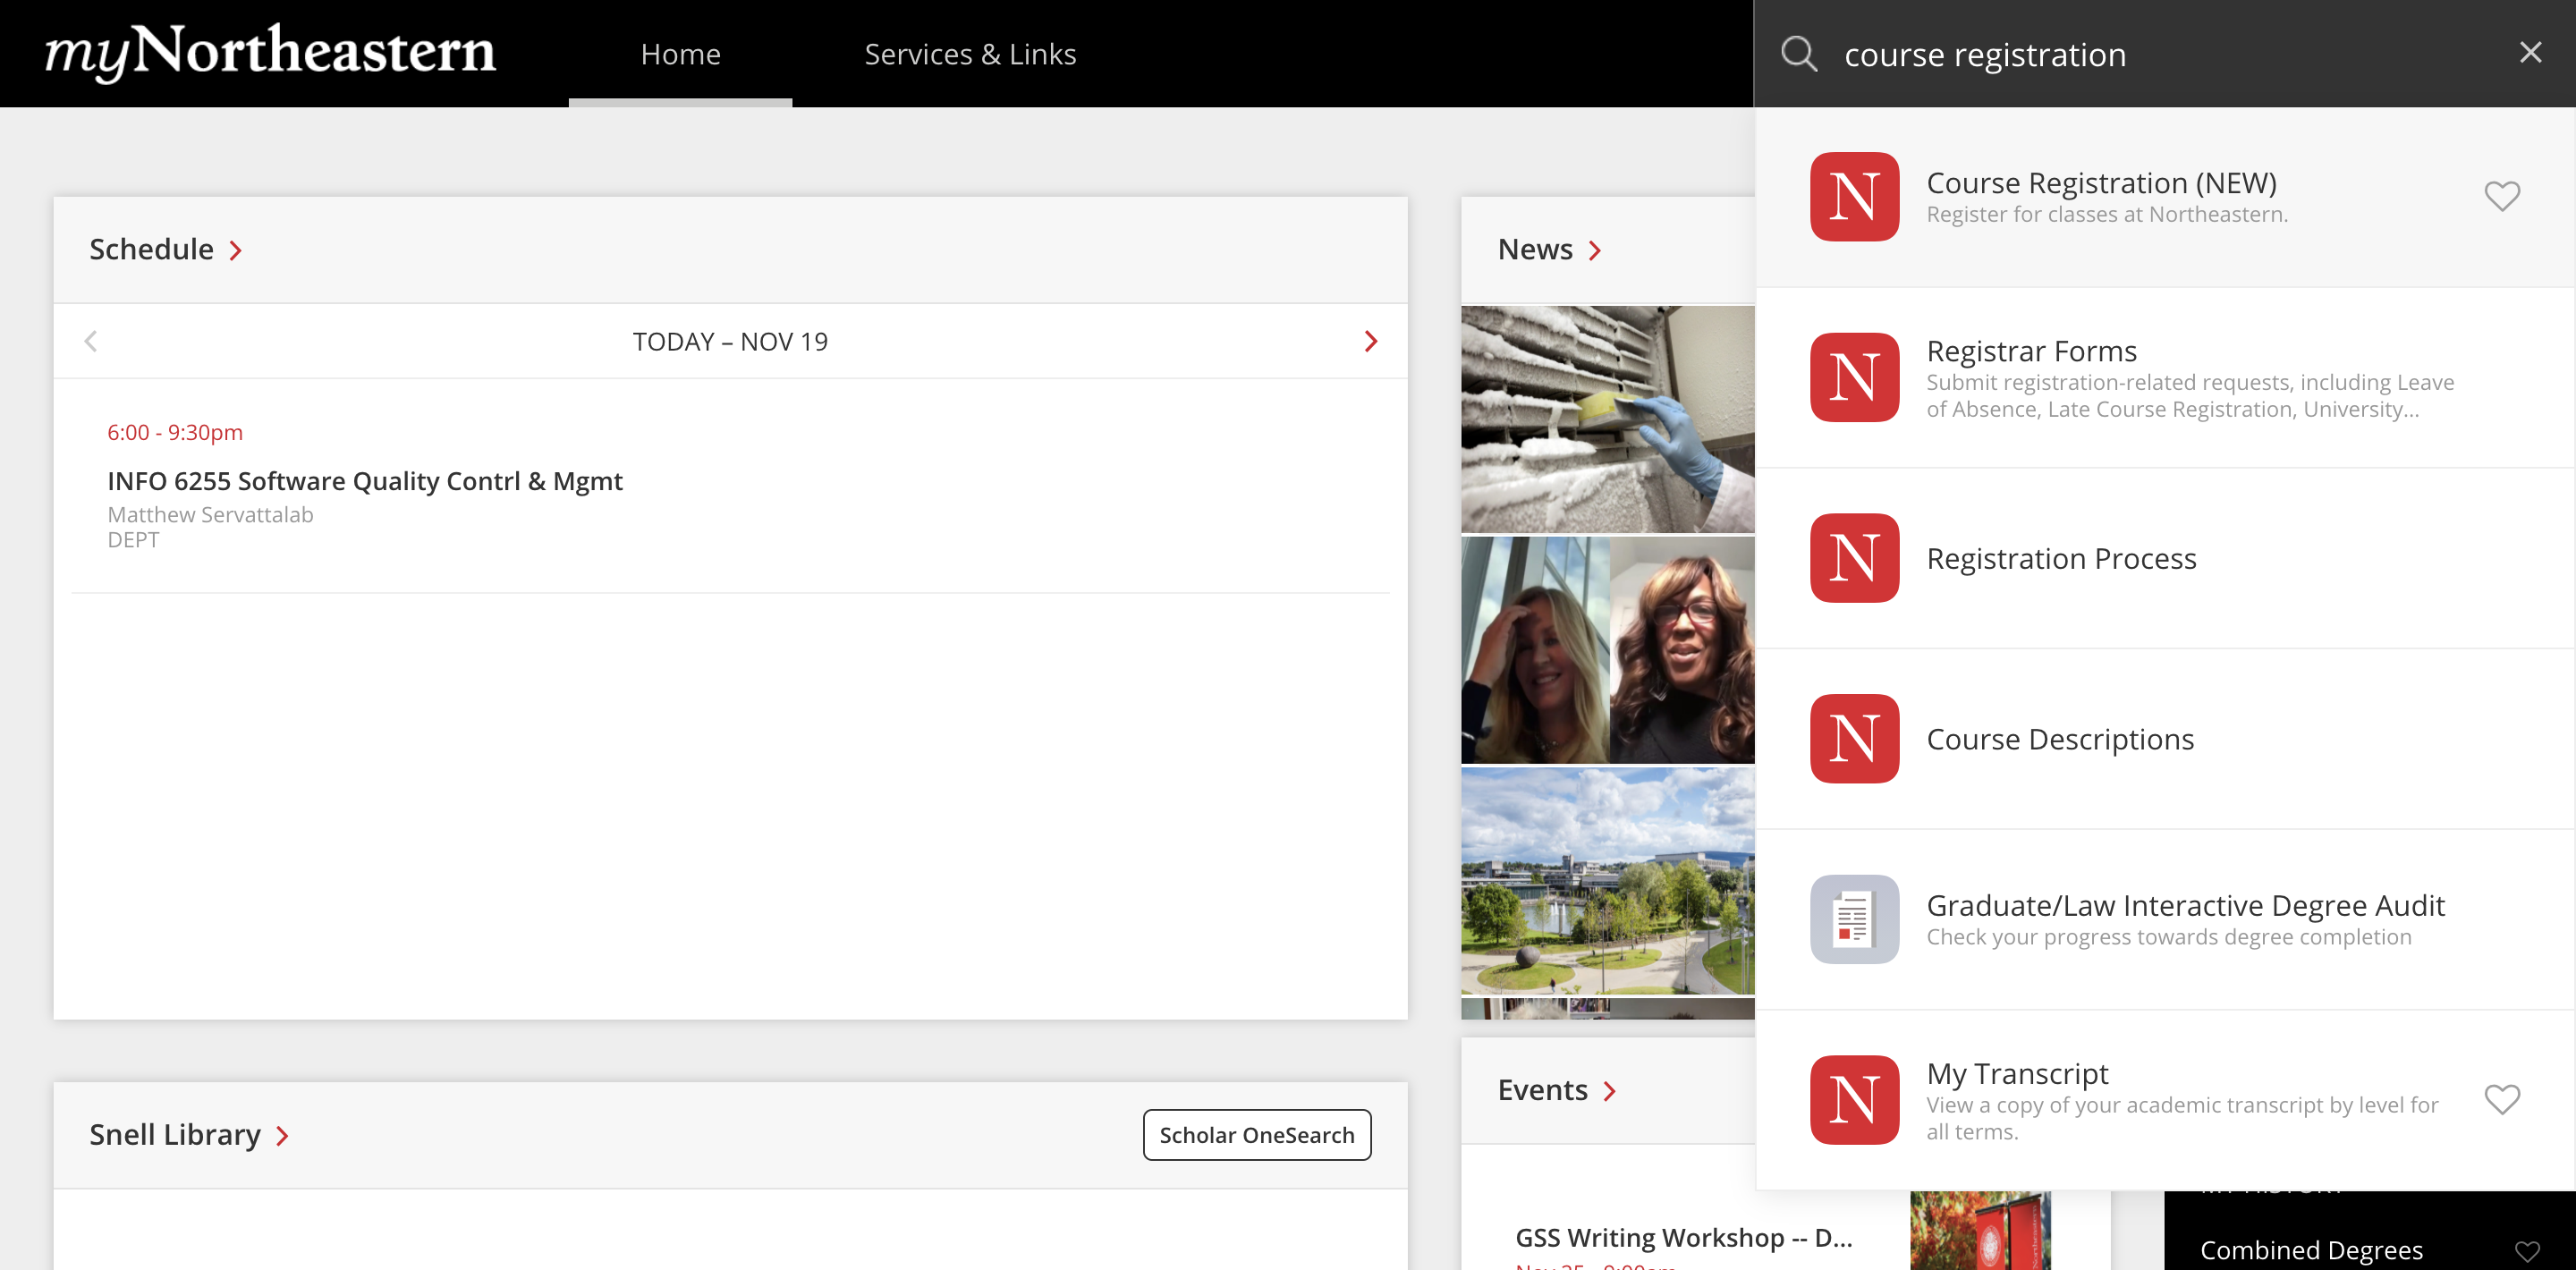 myNortheastern
Home
Services & Links
course registration
Schedule
TODAY – NOV 19
6:00 - 9:30pm
INFO 6255 Software Quality Contrl & Mgmt
Matthew Servattalab
DEPT
Snell Library
Scholar OneSearch
News
Events
GSS Writing Workshop -- D...
N
Course Registration (NEW)
Register for classes at Northeastern.
N
Registrar Forms
Submit registration-related requests, including Leave
of Absence, Late Course Registration, University...
N
Registration Process
N
Course Descriptions
Graduate/Law Interactive Degree Audit
Check your progress towards degree completion
N
My Transcript
View a copy of your academic transcript by level for
all terms.
Combined Degrees